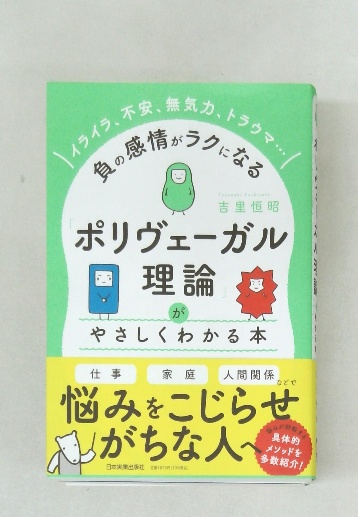 イライラ、不安、無気力、トラウマ…
負の感情がラクになる
吉里恒昭
「ポリヴェーガル
理論」が
やさしくわかる本
仕事 家庭 人間関係 などで
悩みをこじらせ
がちな人へ
具体的
メソッドを
多数紹介!
日本実業出版社